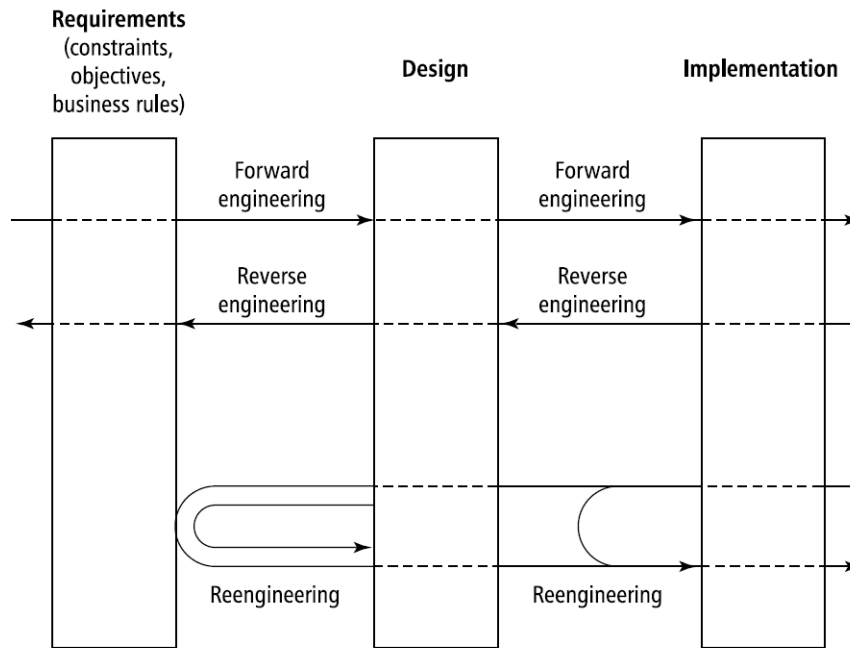 Requirements
(constraints,
objectives,
business rules)
Design
Implementation
Forward
engineering
Forward
engineering
Reverse
engineering
Reverse
engineering
Reengineering
Reengineering